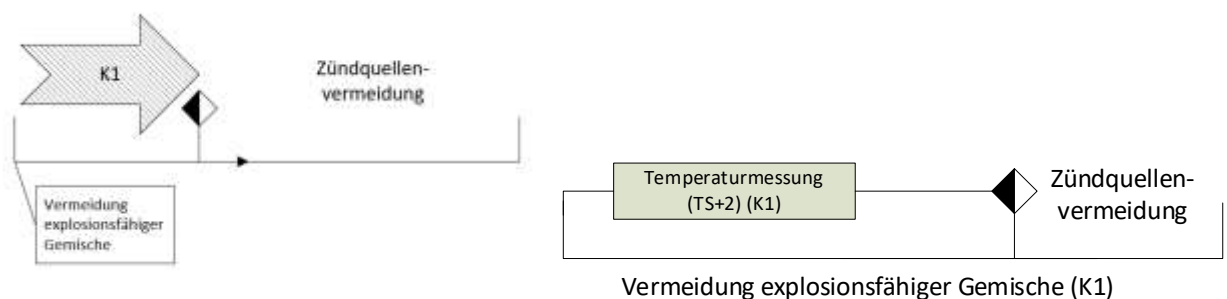 K1
Zündquellen-
vermeidung
Vermeidung
explosionsfähiger
Gemische
Temperaturmessung
(TS+2) (K1)
Zündquellen-
vermeidung
Vermeidung explosionsfähiger Gemische (K1)